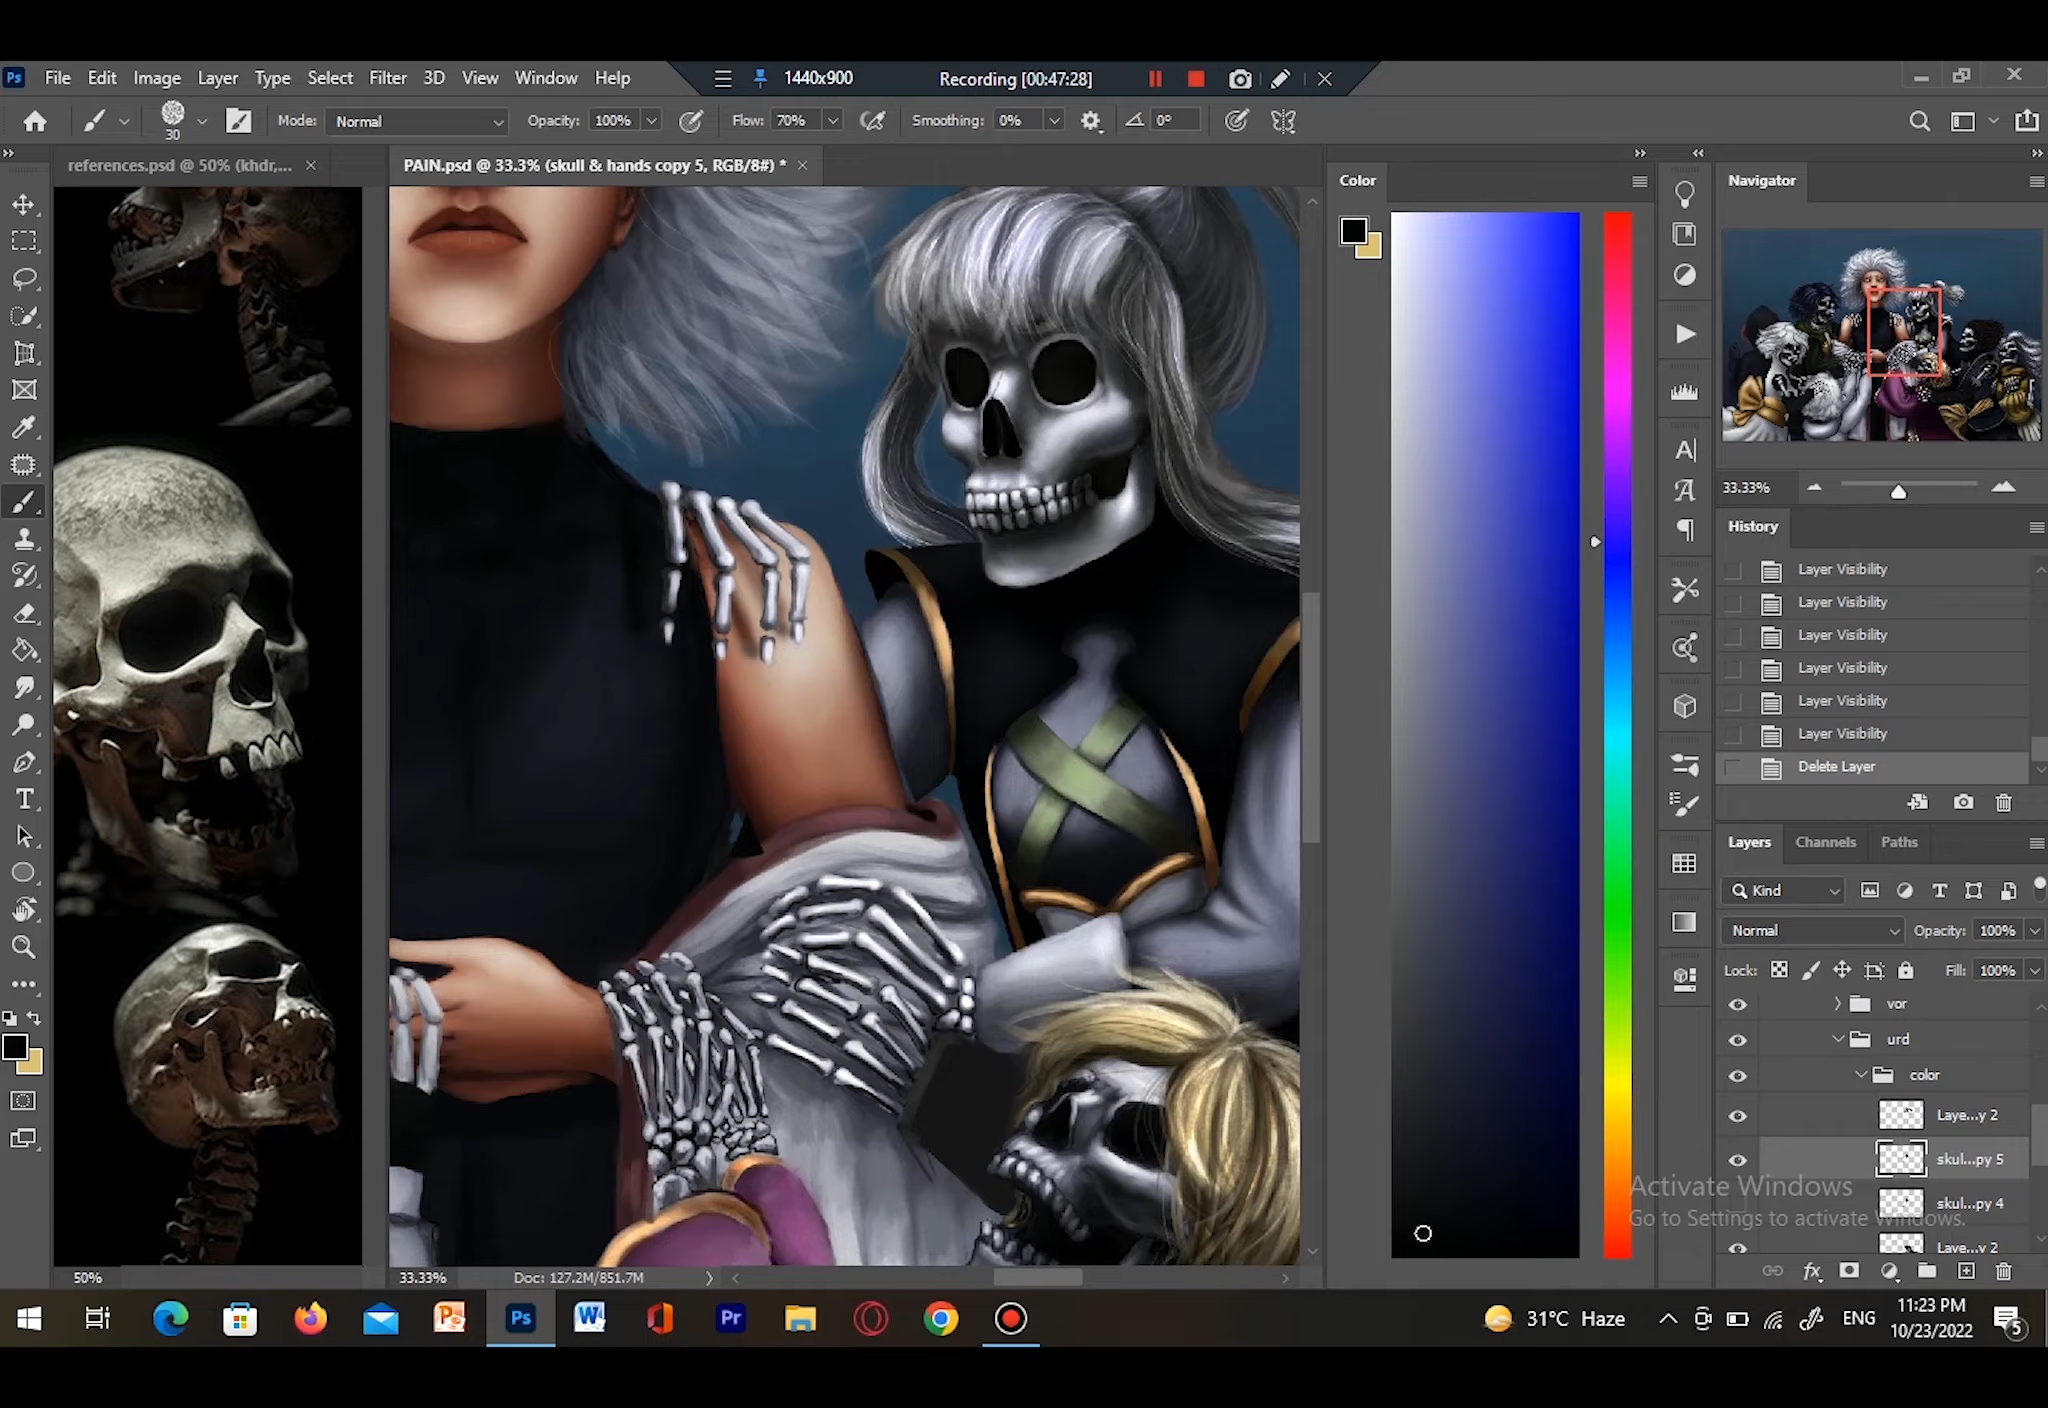 Ps File Edit Image Layer Type Select Filter 3D View Window Help
1440x900 Recording [00:47:28]
30 Mode: Normal Opacity: 100% Flow: 70% Smoothing: 0% 0°
references.psd @ 50% (khdr,...
PAIN.psd @ 33.3% (skull & hands copy 5, RGB/8#) *
Color
Navigator
33.33%
History
Layer Visibility
Layer Visibility
Layer Visibility
Layer Visibility
Layer Visibility
Layer Visibility
Delete Layer
Layers Channels Paths
Kind
Normal Opacity: 100%
Lock: Fill: 100%
vor
urd
color
Laye...y 2
skul...py 5
skul...py 4
Laye...y 2
Activate Windows
Go to Settings to activate Windows.
50%
33.33% Doc: 127.2M/851.7M
Ps
W
Pr
31°C Haze
ENG
11:23 PM
10/23/2022
5